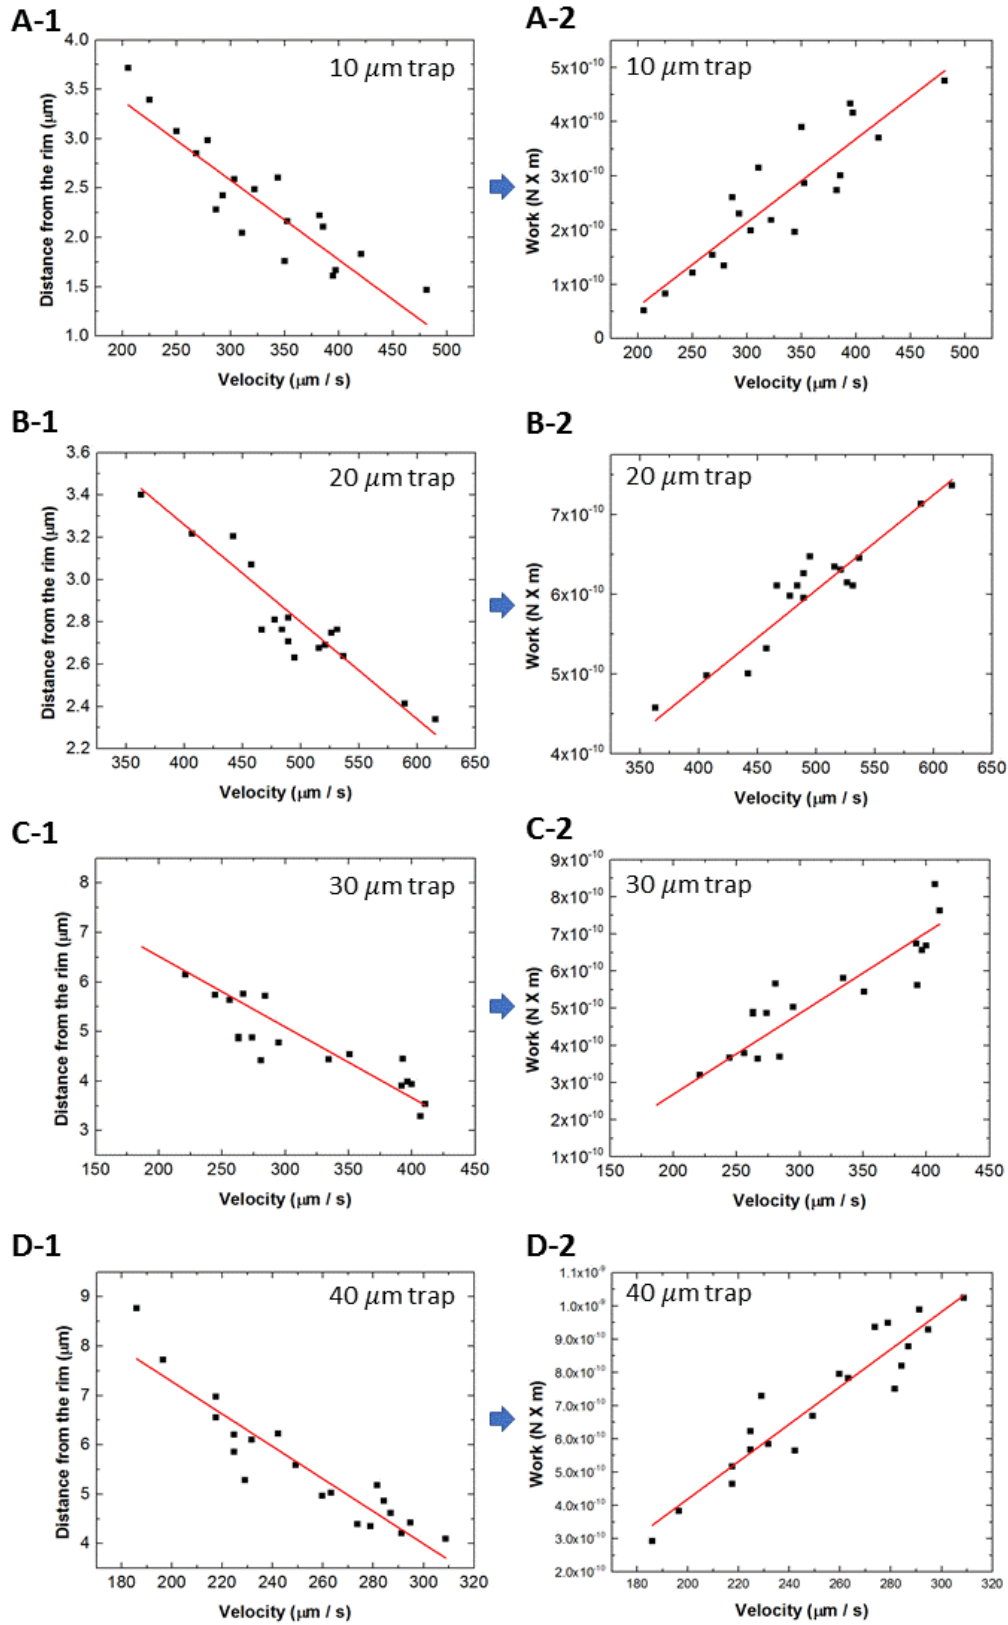 A-1
10 μm trap
4.0
3.5
3.0
2.5
2.0
1.5
1.0
200 250 300 350 400 450 500
Distance from the rim (μm)
Velocity (μm / s)
A-2
10 μm trap
5x10⁻¹⁰
4x10⁻¹⁰
3x10⁻¹⁰
2x10⁻¹⁰
1x10⁻¹⁰
0
200 250 300 350 400 450 500
Work (N X m)
Velocity (μm / s)
B-1
20 μm trap
3.6
3.4
3.2
3.0
2.8
2.6
2.4
2.2
350 400 450 500 550 600 650
Distance from the rim (μm)
Velocity (μm / s)
B-2
20 μm trap
7x10⁻¹⁰
6x10⁻¹⁰
5x10⁻¹⁰
4x10⁻¹⁰
350 400 450 500 550 600 650
Work (N X m)
Velocity (μm / s)
C-1
30 μm trap
8
7
6
5
4
3
150 200 250 300 350 400 450
Distance from the rim (μm)
Velocity (μm / s)
C-2
30 μm trap
9x10⁻¹⁰
8x10⁻¹⁰
7x10⁻¹⁰
6x10⁻¹⁰
5x10⁻¹⁰
4x10⁻¹⁰
3x10⁻¹⁰
2x10⁻¹⁰
1x10⁻¹⁰
150 200 250 300 350 400 450
Work (N X m)
Velocity (μm / s)
D-1
40 μm trap
9
8
7
6
5
4
180 200 220 240 260 280 300 320
Distance from the rim (μm)
Velocity (μm / s)
D-2
40 μm trap
1.1x10⁻⁹
1.0x10⁻⁹
9.0x10⁻¹⁰
8.0x10⁻¹⁰
7.0x10⁻¹⁰
6.0x10⁻¹⁰
5.0x10⁻¹⁰
4.0x10⁻¹⁰
3.0x10⁻¹⁰
2.0x10⁻¹⁰
180 200 220 240 260 280 300 320
Work (N X m)
Velocity (μm / s)